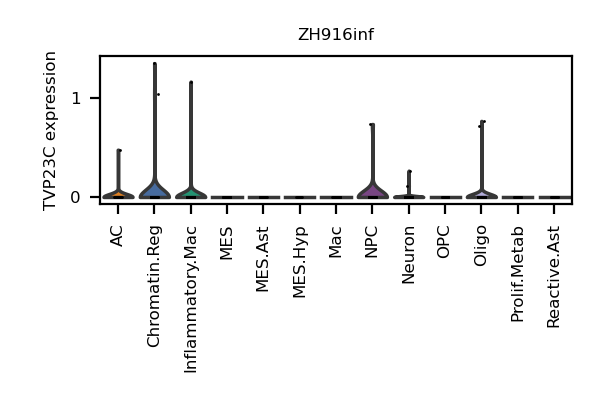 ZH916inf
TVP23C expression
1
0
AC
Chromatin.Reg
Inflammatory.Mac
MES
MES.Ast
MES.Hyp
Mac
NPC
Neuron
OPC
Oligo
Prolif.Metab
Reactive.Ast